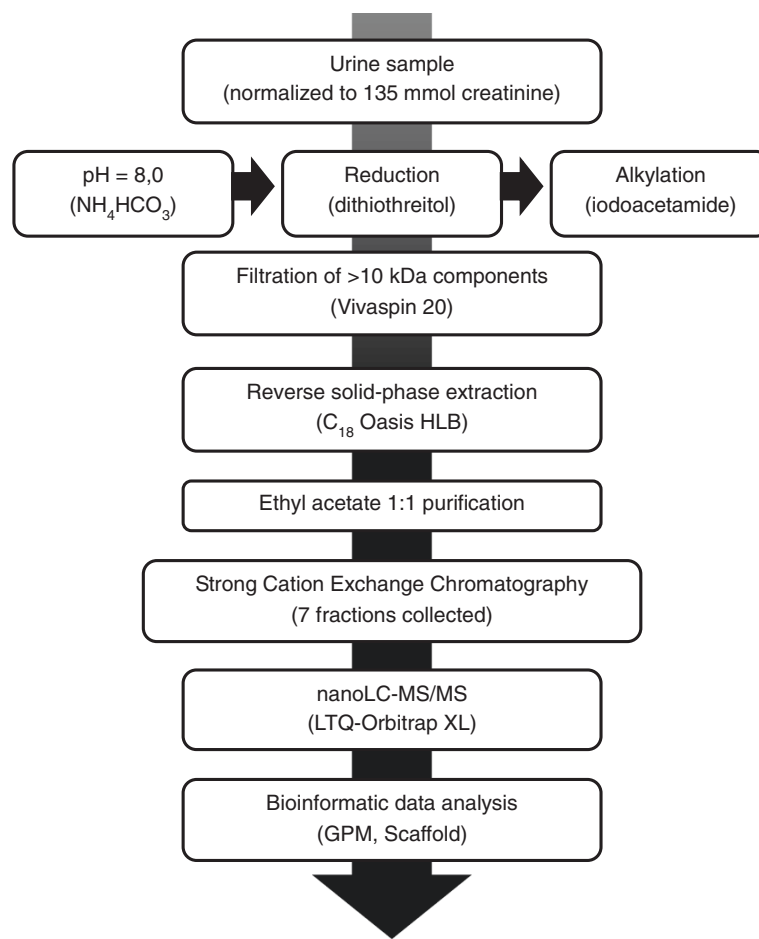 Urine sample
(normalized to 135 mmol creatinine)
pH = 8,0
(NH₄HCO₃)
Reduction
(dithiothreitol)
Alkylation
(iodoacetamide)
Filtration of >10 kDa components
(Vivaspin 20)
Reverse solid-phase extraction
(C₁₈ Oasis HLB)
Ethyl acetate 1:1 purification
Strong Cation Exchange Chromatography
(7 fractions collected)
nanoLC-MS/MS
(LTQ-Orbitrap XL)
Bioinformatic data analysis
(GPM, Scaffold)